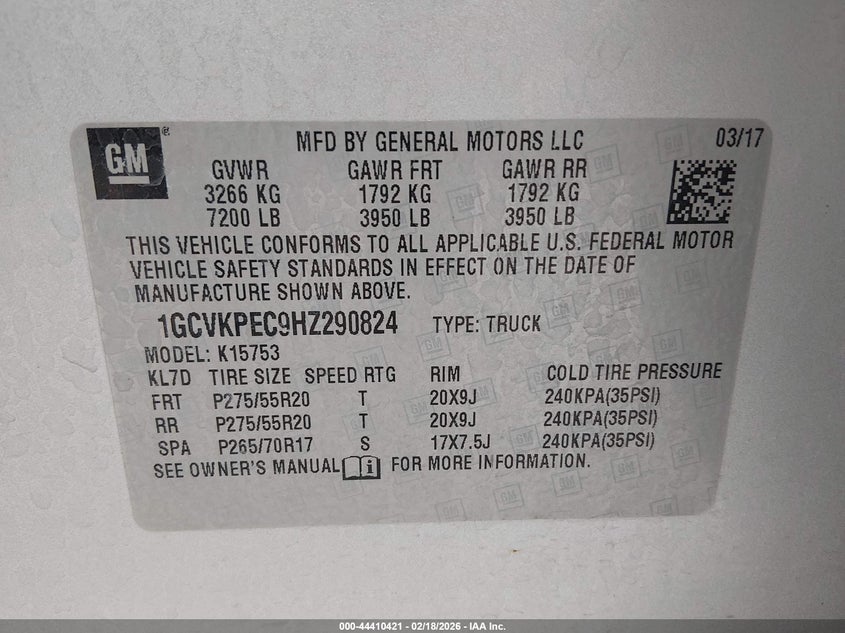 GM
MFD BY GENERAL MOTORS LLC 03/17
GVWR GAWR FRT GAWR RR
3266 KG 1792 KG 1792 KG
7200 LB 3950 LB 3950 LB
THIS VEHICLE CONFORMS TO ALL APPLICABLE U.S. FEDERAL MOTOR
VEHICLE SAFETY STANDARDS IN EFFECT ON THE DATE OF
MANUFACTURE SHOWN ABOVE.
1GCVKPEC9HZ290824 TYPE: TRUCK
MODEL: K15753
KL7D TIRE SIZE SPEED RTG RIM COLD TIRE PRESSURE
FRT P275/55R20 T 20X9J 240KPA(35PSI)
RR P275/55R20 T 20X9J 240KPA(35PSI)
SPA P265/70R17 S 17X7.5J 240KPA(35PSI)
SEE OWNER'S MANUAL FOR MORE INFORMATION.
000-44410421 - 02/18/2026 - IAA Inc.